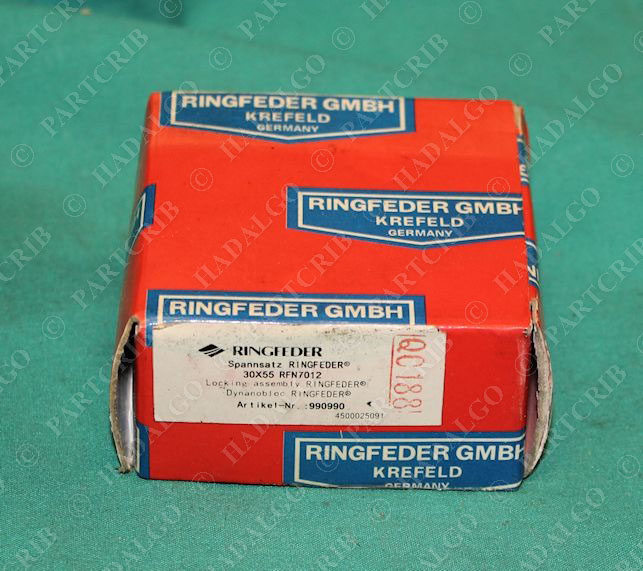 RINGFEDER GMBH
KREFELD
GERMANY
RINGFEDER GMBH
KREFELD
GERMANY
RINGFEDER GMBH
RINGFEDER
Spannsatz RINGFEDER®
30X55 RFN7012
Locking assembly RINGFEDER®
Dynanobloc RINGFEDER®
Artikel-Nr.:990990
4500025091
QC188
RINGFEDER GMBH
KREFELD
GERMANY
© PARTCRIB
© HADALGO